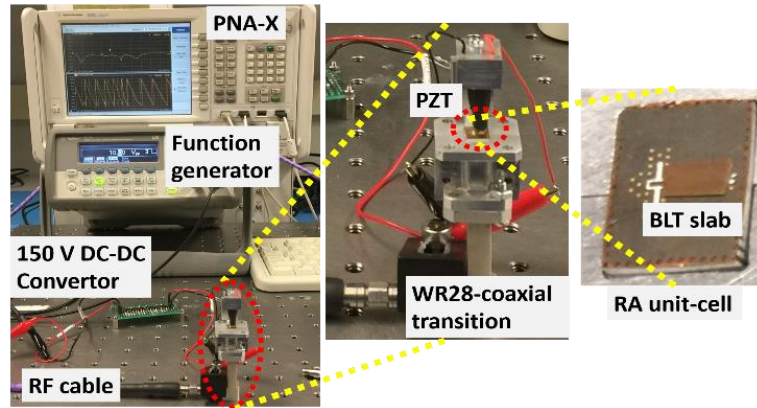 PNA-X
Function
generator
150 V DC-DC
Convertor
RF cable
PZT
WR28-coaxial
transition
BLT slab
RA unit-cell